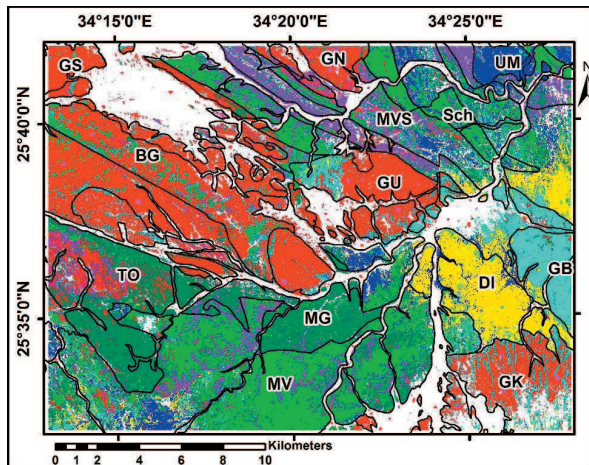 34°15'0"E 34°20'0"E 34°25'0"E
N
GS GN UM
25°40'0"N
MVS Sch
BG
GU
TO DI GB
25°35'0"N
MG
MV GK
Kilometers
0 1 2 4 6 8 10